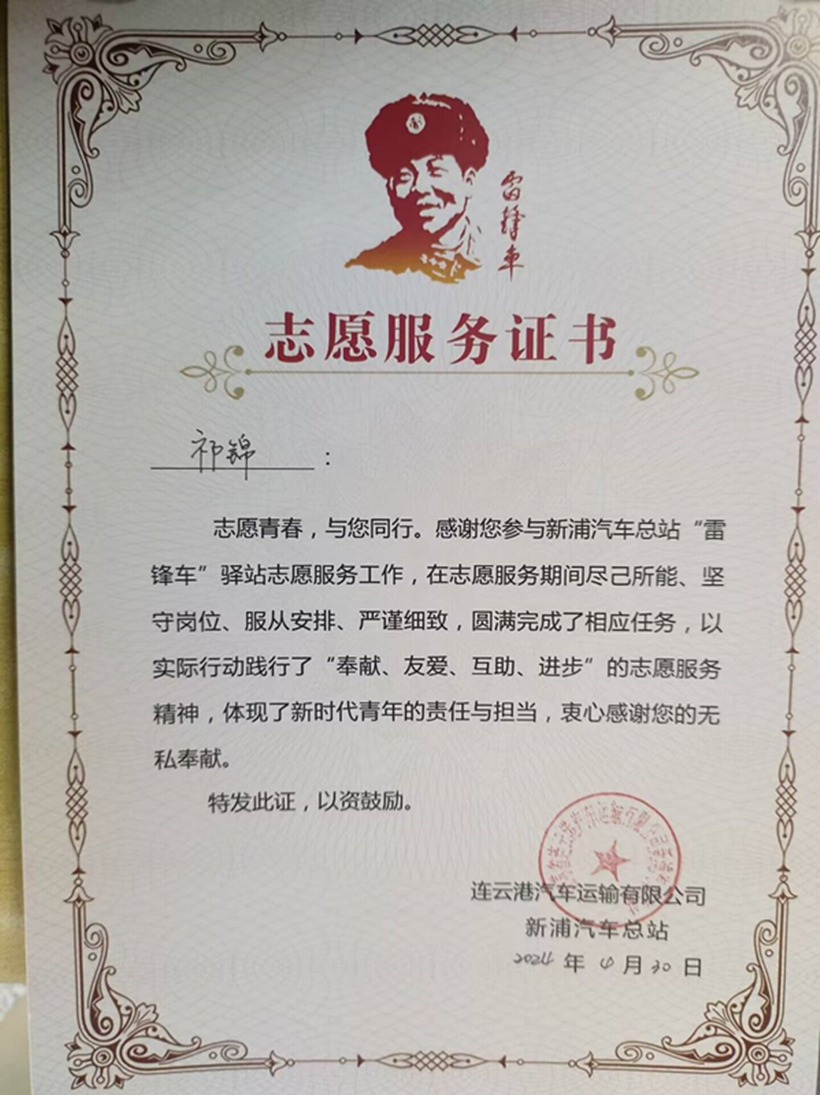 雷锋车
志愿服务证书
祁锦：
志愿青春，与您同行。感谢您参与新浦汽车总站“雷
锋车”驿站志愿服务工作，在志愿服务期间尽己所能、坚
守岗位、服从安排、严谨细致，圆满完成了相应任务，以
实际行动践行了“奉献、友爱、互助、进步”的志愿服务
精神，体现了新时代青年的责任与担当，衷心感谢您的无
私奉献。
特发此证，以资鼓励。
连云港汽车运输有限公司
新浦汽车总站
2024年4月30日